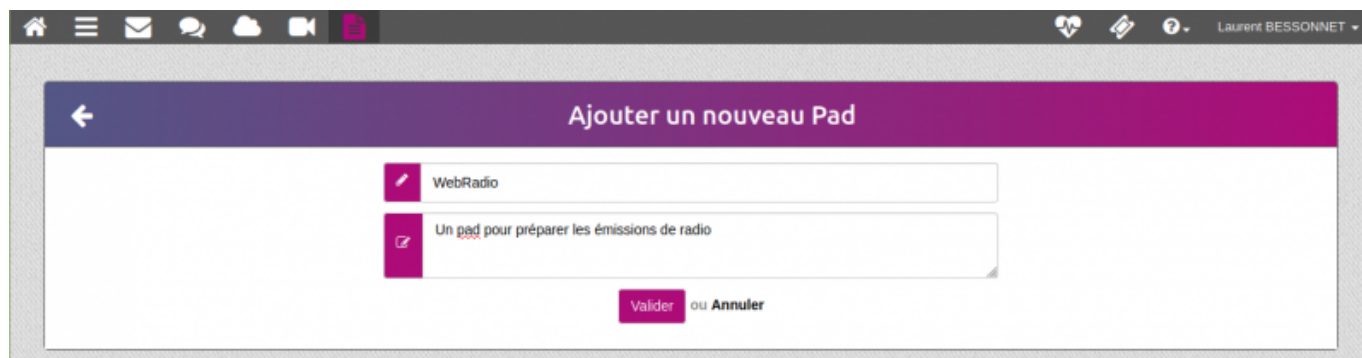 Laurent BESSONNET
Ajouter un nouveau Pad
WebRadio
Un pad pour préparer les émissions de radio
Valider ou Annuler